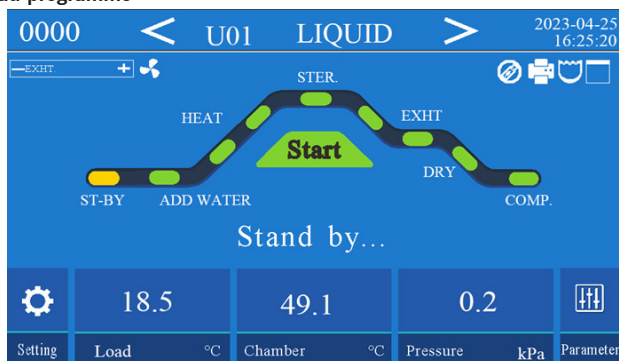 0000 < U01 LIQUID > 2023-04-25
16:25:20
EXHT.
STER.
HEAT
EXHT
Start
DRY
ST-BY ADD WATER COMP.
Stand by...
18.5 49.1 0.2
Setting Load °C Chamber °C Pressure kPa Parameter